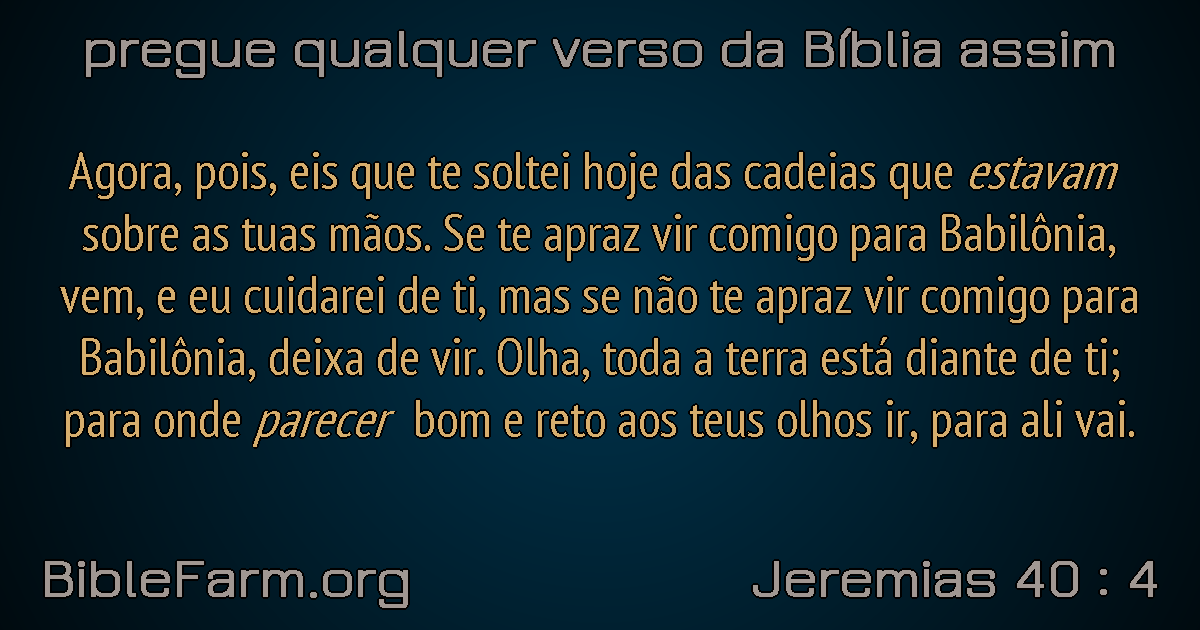 pregue qualquer verso da Bíblia assim
Agora, pois, eis que te soltei hoje das cadeias que estavam
sobre as tuas mãos. Se te apraz vir comigo para Babilônia,
vem, e eu cuidarei de ti, mas se não te apraz vir comigo para
Babilônia, deixa de vir. Olha, toda a terra está diante de ti;
para onde parecer bom e reto aos teus olhos ir, para ali vai.
BibleFarm.org
Jeremias 40 : 4